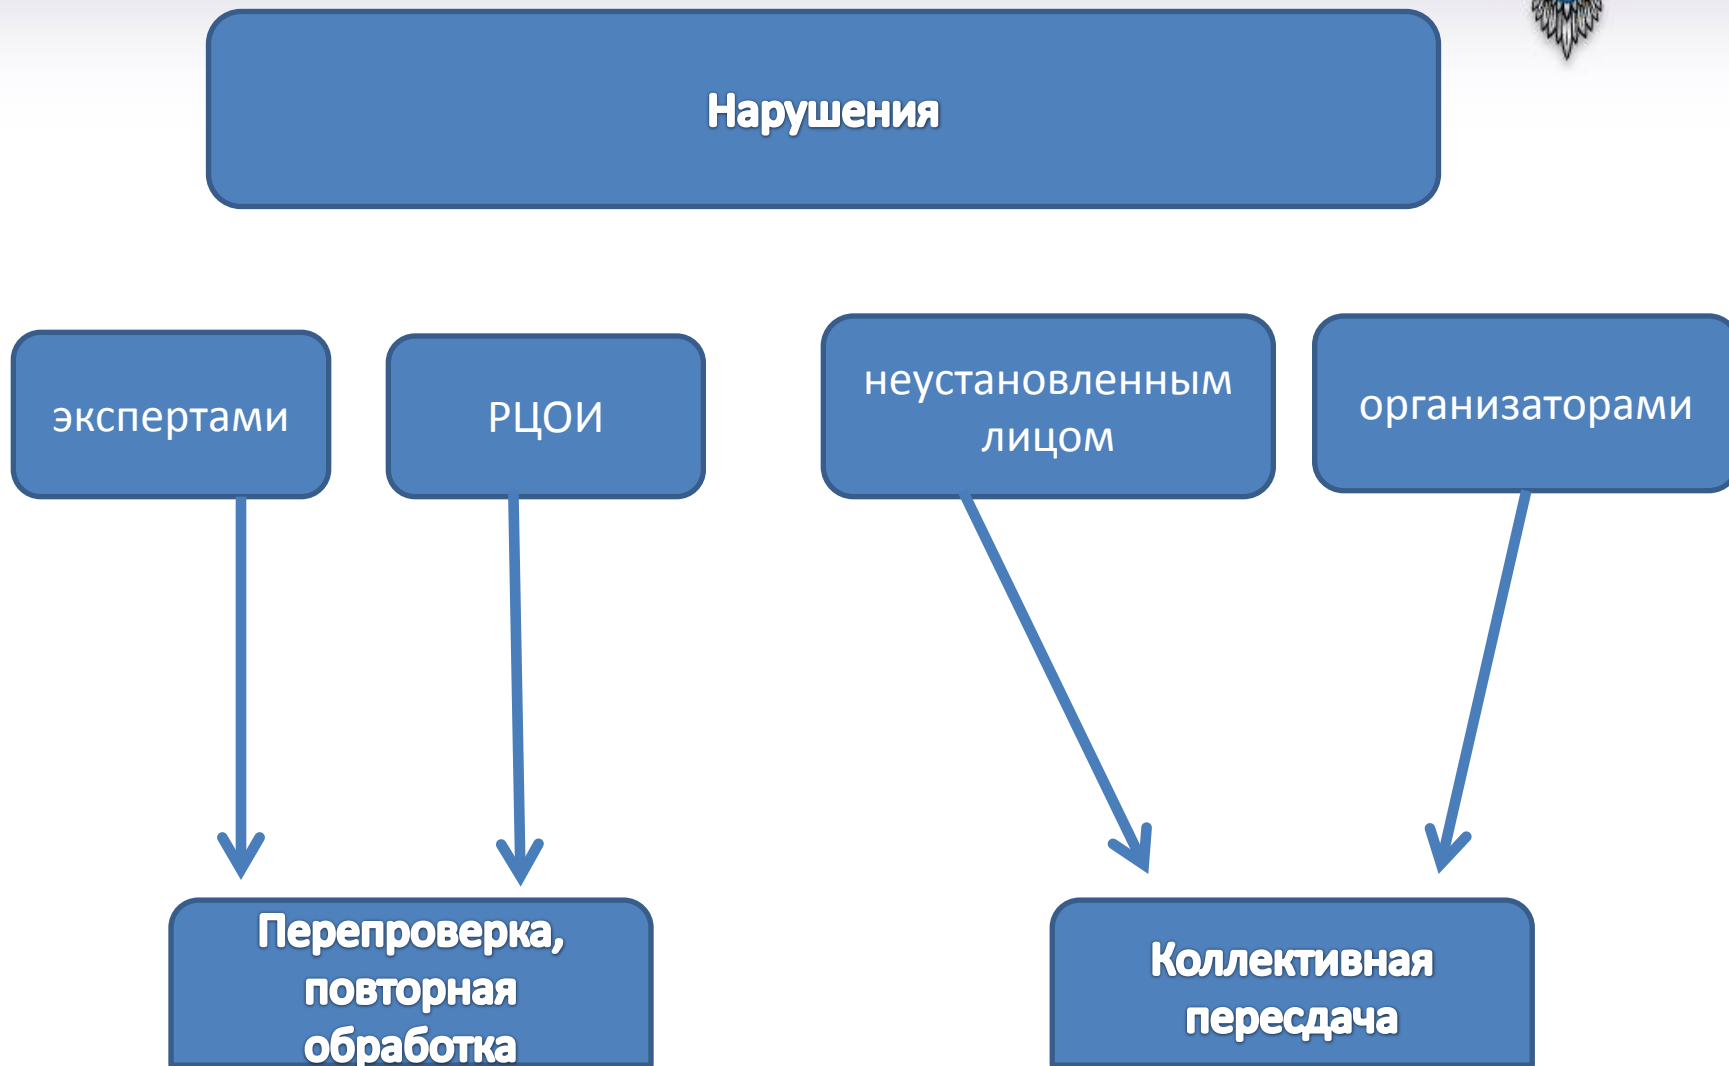 Нарушения
экспертами
РЦОИ
неустановленным
лицом
организаторами
Перепроверка,
повторная
обработка
Коллективная
пересдача